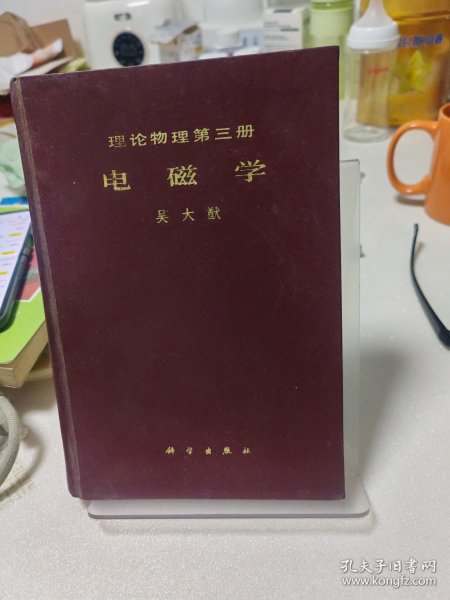 理论物理第三册
电磁学
吴大猷
科学出版社
孔夫子旧书网
www.kongfz.com